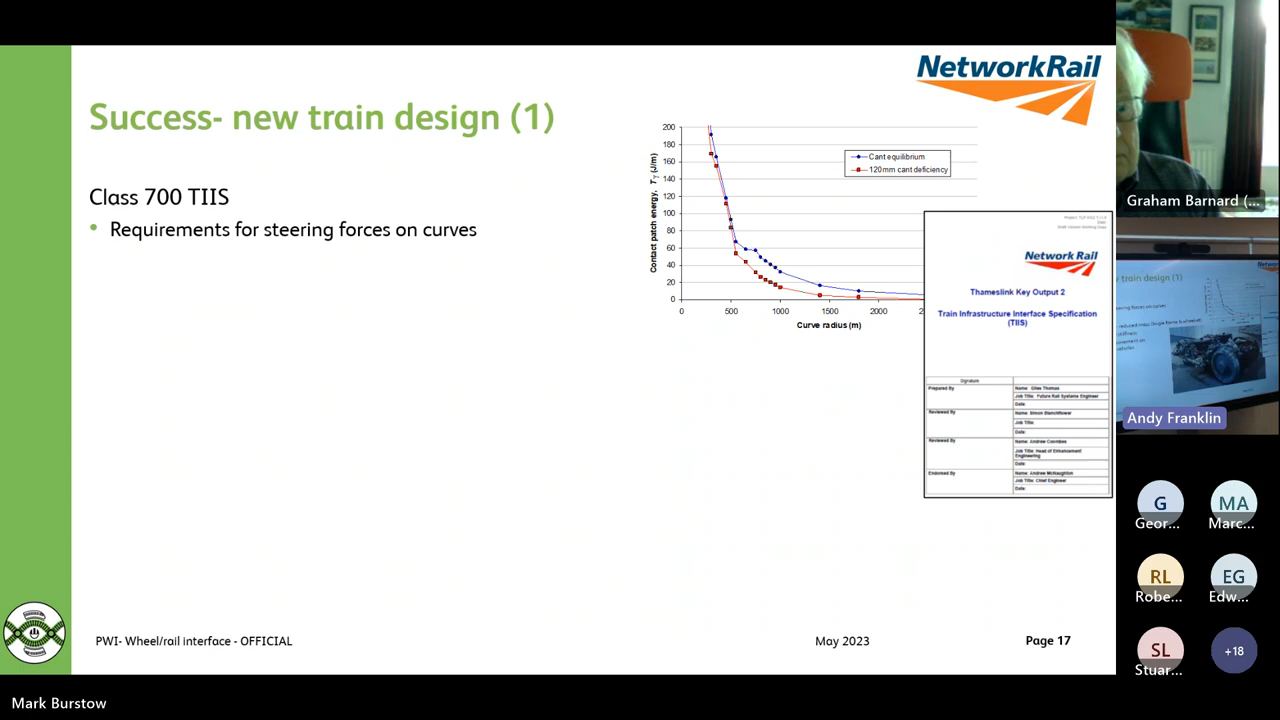 NetworkRail
Success- new train design (1)
Class 700 TIIS
• Requirements for steering forces on curves
200
180
160
140
120
100
80
60
40
20
0
Contact patch energy, Tγ (J/m)
Cant equilibrium
120mm cant deficiency
0 500 1000 1500 2000
Curve radius (m)
Network Rail
Thameslink Key Output 2
Train Infrastructure Interface Specification
(TIIS)
Signature
Prepared By
Name: Giles Thomas
Job Title: Future Rail Systems Engineer
Date:
Reviewed By
Name: Simon Blanchflower
Job Title:
Date:
Reviewed By
Name: Andrew Coombes
Job Title: Head of Enhancement
Engineering
Date:
Endorsed By
Name: Andrew McNaughton
Job Title: Chief Engineer
Date:
PWI- Wheel/rail interface - OFFICIAL
May 2023
Page 17
Mark Burstow
Graham Barnard (...
train design (1)
Andy Franklin
G
Geor...
MA
Marc...
RL
Robe...
EG
Edw...
SL
Stuar...
+18